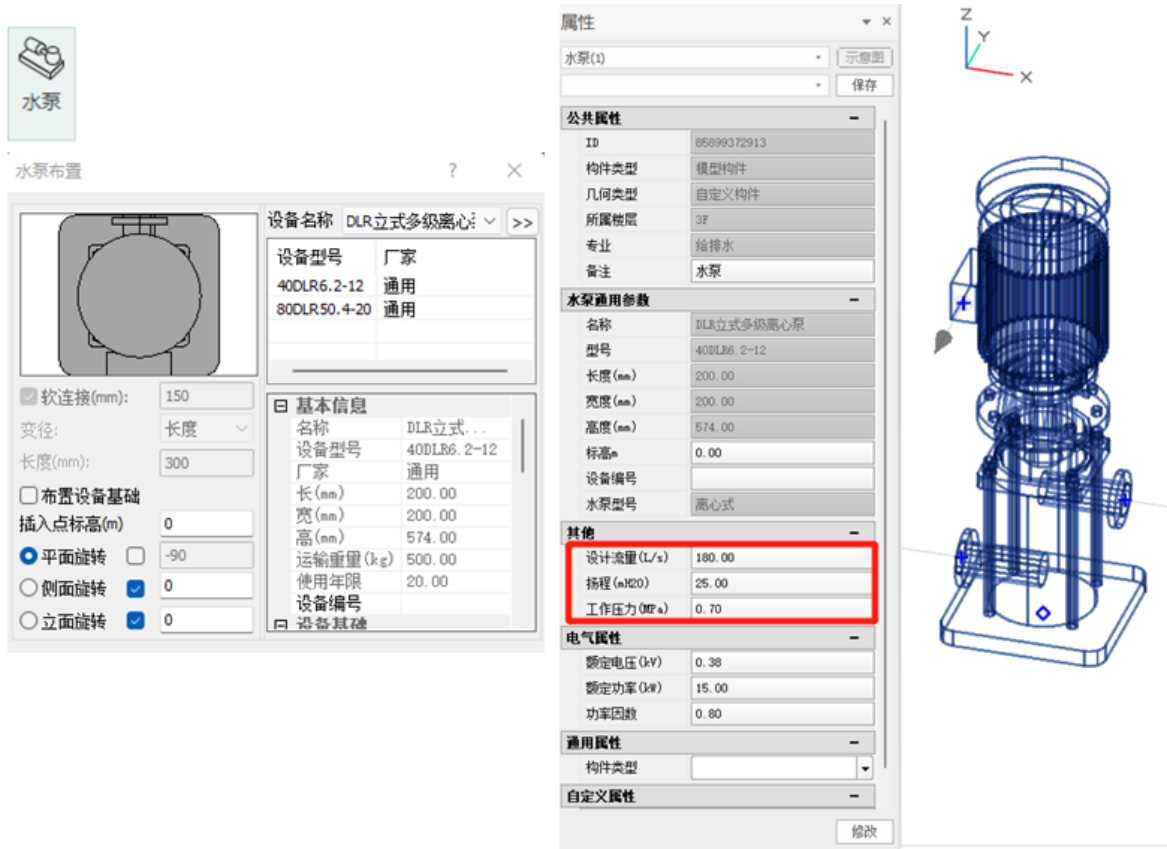 水泵
水泵布置 ? ×
设备名称 DLR立式多级离心 >>
设备型号 厂家
40DLR6.2-12 通用
80DLR50.4-20 通用
软连接(mm): 150
变径: 长度
长度(mm): 300
布置设备基础
插入点标高(m) 0
平面旋转 -90
侧面旋转 0
立面旋转 0
基本信息
名称 DLR立式...
设备型号 40DLR6.2-12
厂家 通用
长(mm) 200.00
宽(mm) 200.00
高(mm) 574.00
运输重量(kg) 500.00
使用年限 20.00
设备编号
设备基础
属性
水泵(1) 示意图
保存
公共属性
ID 85899372913
构件类型 模型构件
几何类型 自定义构件
所属楼层 3F
专业 给排水
备注 水泵
水泵通用参数
名称 DLR立式多级离心泵
型号 40DLR6.2-12
长度(mm) 200.00
宽度(mm) 200.00
高度(mm) 574.00
标高m 0.00
设备编号
水泵型号 离心式
其他
设计流量(L/s) 180.00
扬程(mH2O) 25.00
工作压力(MPa) 0.70
电气属性
额定电压(kV) 0.38
额定功率(kW) 15.00
功率因数 0.80
通用属性
构件类型
自定义属性
修改
Z
Y
X